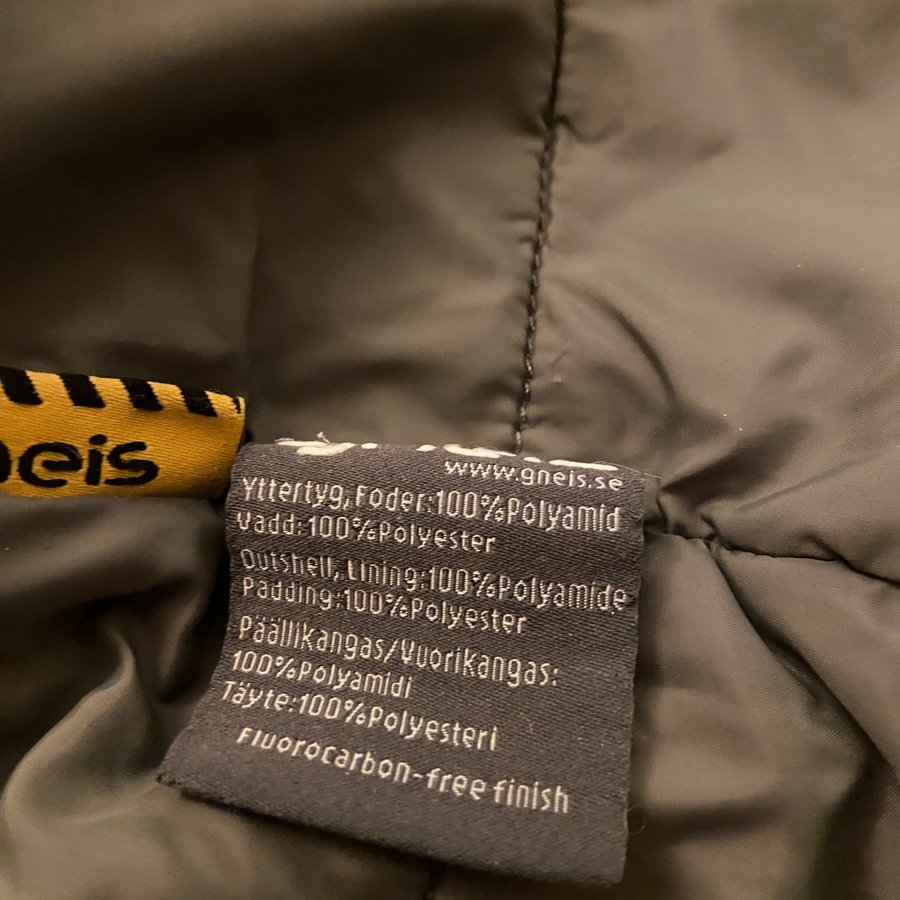 neis
www.gneis.se
Yttertyg, Foder:100%Polyamid
Vadd:100%Polyester
Outshell, Lining:100%Polyamide
Padding:100%Polyester
Päällikangas/Vuorikangas:
100%Polyamidi
Täyte:100%Polyesteri
Fluorocarbon-free finish